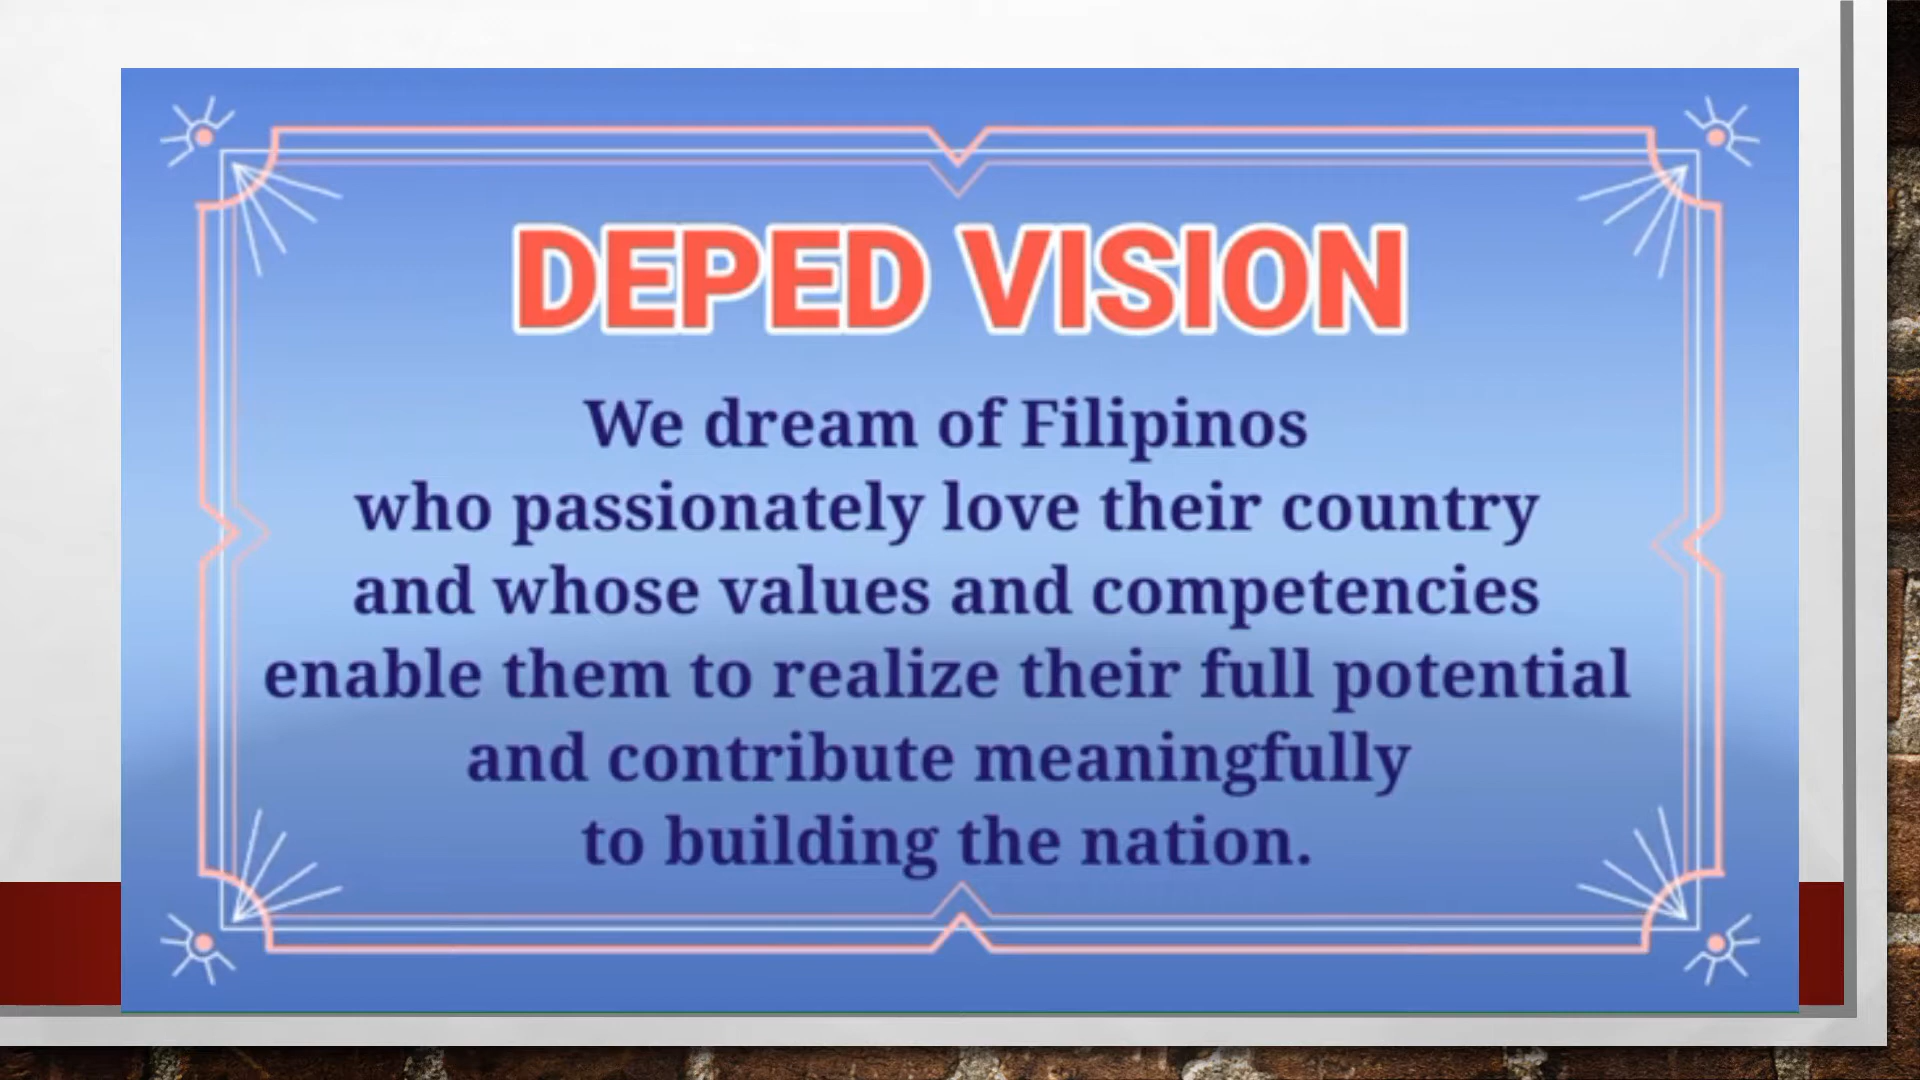 DEPED VISION
We dream of Filipinos
who passionately love their country
and whose values and competencies
enable them to realize their full potential
and contribute meaningfully
to building the nation.